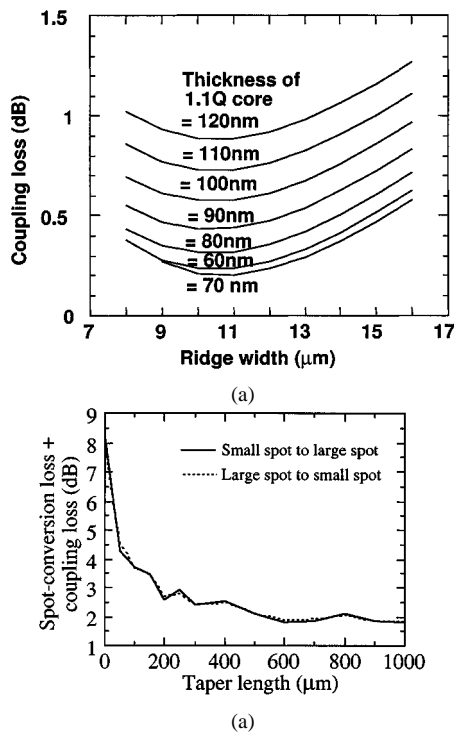 1.5
1
0.5
0
Coupling loss (dB)
Thickness of
1.1Q core
= 120nm
= 110nm
= 100nm
= 90nm
= 80nm
= 60nm
= 70 nm
7 9 11 13 15 17
Ridge width (μm)
(a)
9
8
7
6
5
4
3
2
1
Spot-conversion loss +
coupling loss (dB)
Small spot to large spot
Large spot to small spot
0 200 400 600 800 1000
Taper length (μm)
(a)